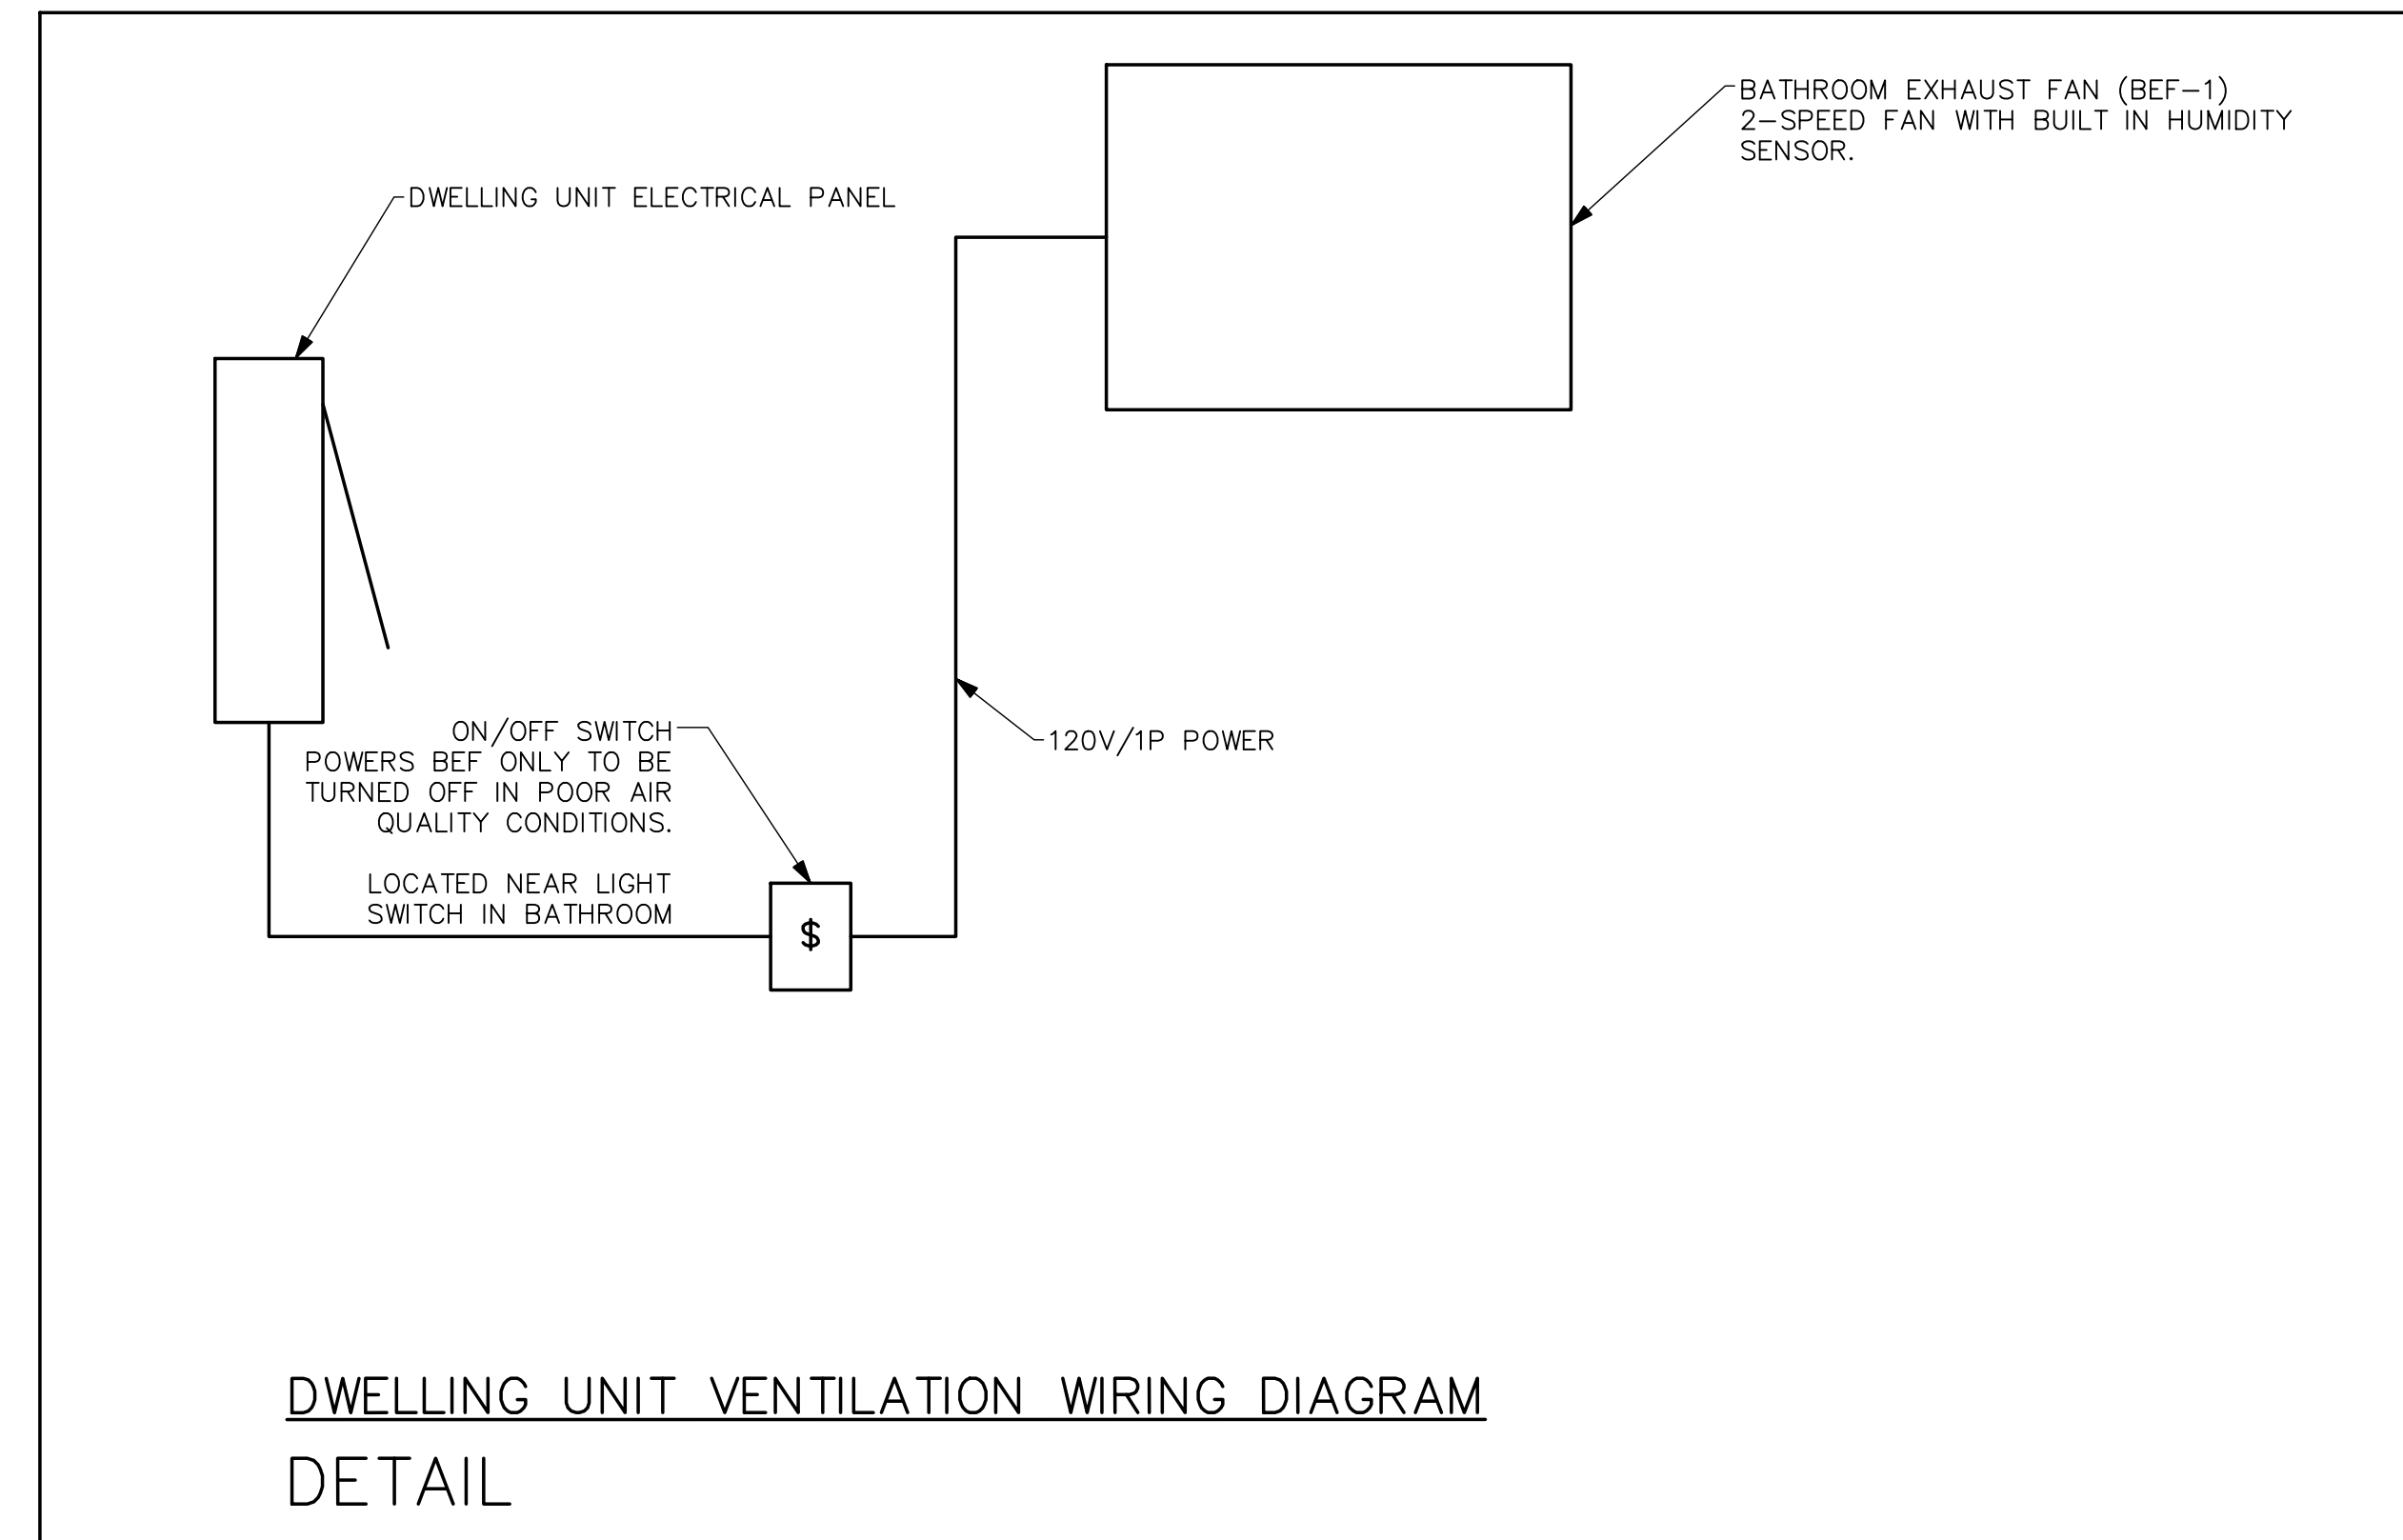 BATHROOM EXHAUST FAN (BEF-1)
2-SPEED FAN WITH BUILT IN HUMIDITY
SENSOR.
DWELLING UNIT ELECTRICAL PANEL
ON/OFF SWITCH
POWERS BEF ONLY TO BE
TURNED OFF IN POOR AIR
QUALITY CONDITIONS.
LOCATED NEAR LIGHT
SWITCH IN BATHROOM
120V/1P POWER
$
DWELLING UNIT VENTILATION WIRING DIAGRAM
DETAIL